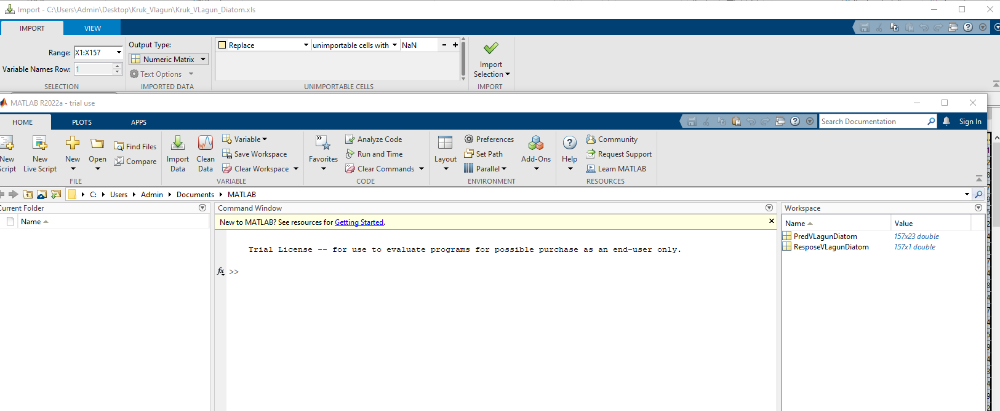 Import - C:\Users\Admin\Desktop\Kruk_Vlagun\Kruk_VLagun_Diatom.xls
IMPORT VIEW
Range: X1:X157
Variable Names Row: 1
SELECTION
Output Type:
Numeric Matrix
Text Options
IMPORTED DATA
Replace unimportable cells with NaN - +
UNIMPORTABLE CELLS
Import
Selection
IMPORT
MATLAB R2022a - trial use
HOME PLOTS APPS
Search Documentation
Sign In
New
Script
New
Live Script
New
Open
Find Files
Compare
FILE
Import
Data
Clean
Data
Variable
Save Workspace
Clear Workspace
VARIABLE
Favorites
Analyze Code
Run and Time
Clear Commands
CODE
Layout
Preferences
Set Path
Parallel
Add-Ons
ENVIRONMENT
Help
Community
Request Support
Learn MATLAB
RESOURCES
C: Users Admin Documents MATLAB
urrent Folder
Name
Command Window
New to MATLAB? See resources for Getting Started.
Trial License -- for use to evaluate programs for possible purchase as an end-user only.
fx >>
Workspace
Name Value
PredVLagunDiatom 157x23 double
ResposeVLagunDiatom 157x1 double